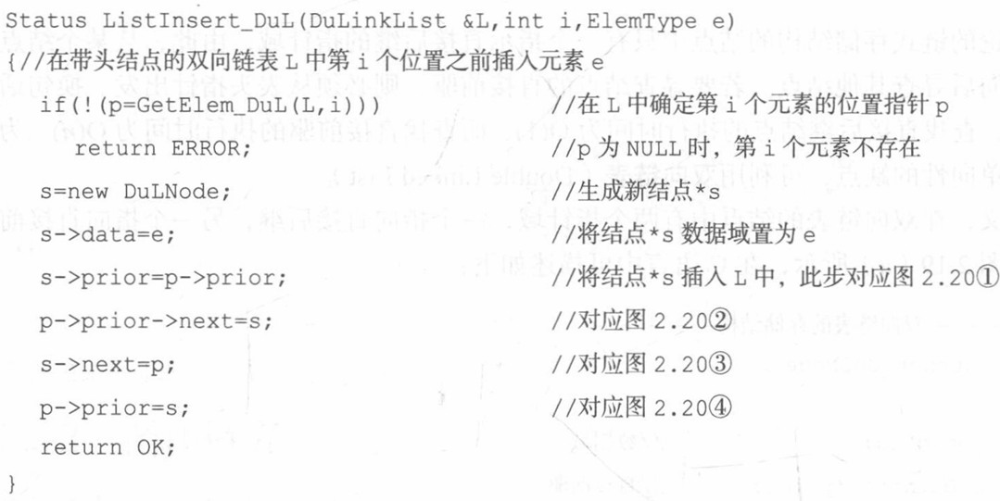 Status ListInsert_DuL(DuLinkList &L,int i,ElemType e)
{//在带头结点的双向链表 L 中第 i 个位置之前插入元素 e
if(!(p=GetElem_DuL(L,i))) //在 L 中确定第 i 个元素的位置指针 p
return ERROR; //p 为 NULL 时，第 i 个元素不存在
s=new DuLNode; //生成新结点*s
s->data=e; //将结点*s 数据域置为 e
s->prior=p->prior; //将结点*s 插入 L 中，此步对应图 2.20①
p->prior->next=s; //对应图 2.20②
s->next=p; //对应图 2.20③
p->prior=s; //对应图 2.20④
return OK;
}